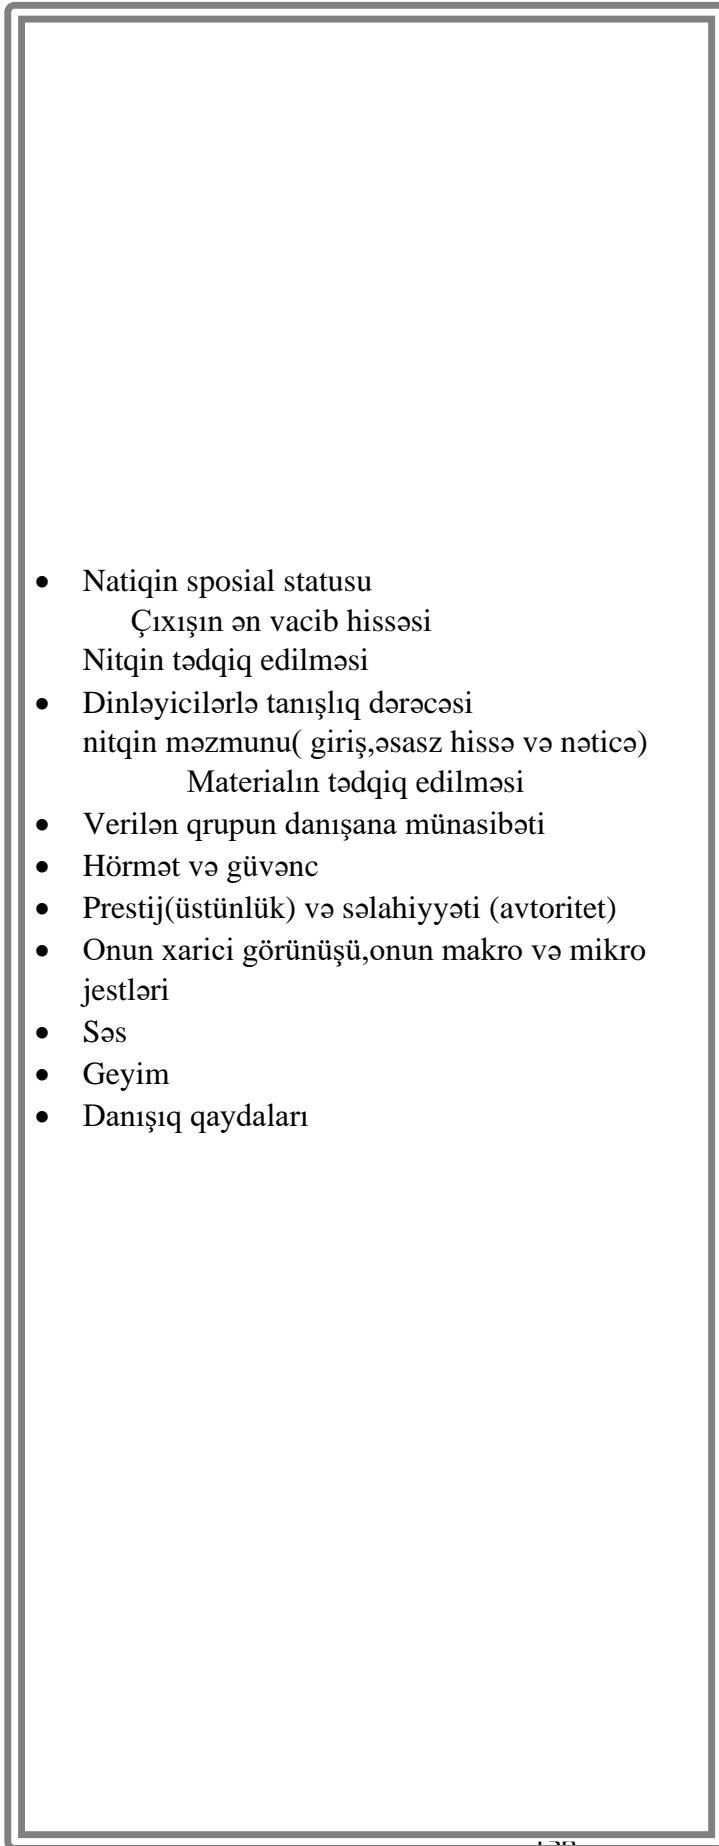 • Natiqin sposial statusu
Çıxışın ən vacib hissəsi
Nitqin tədqiq edilməsi
• Dinləyicilərlə tanışlıq dərəcəsi
nitqin məzmunu( giriş,əsasz hissə və nəticə)
Materialın tədqiq edilməsi
• Verilən qrupun danışana münasibəti
• Hörmət və güvənc
• Prestij(üstünlük) və səlahiyyəti (avtoritet)
• Onun xarici görünüşü,onun makro və mikro
jestləri
• Səs
• Geyim
• Danışıq qaydaları